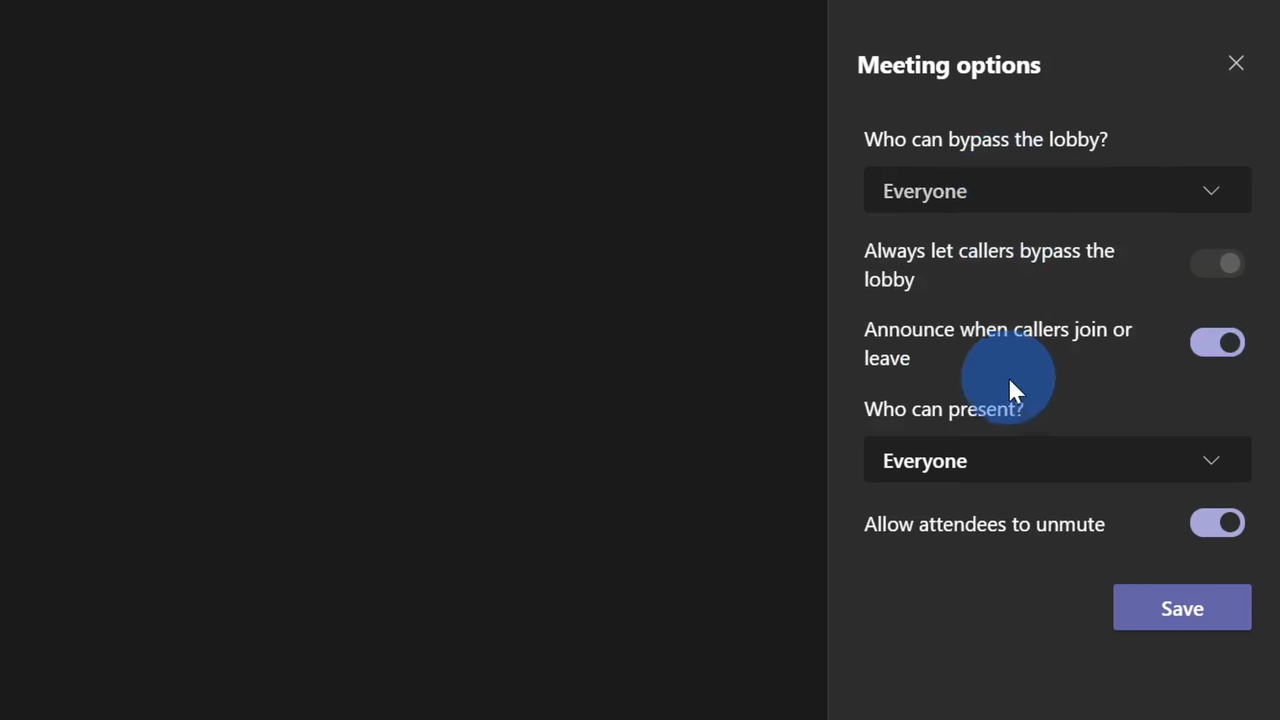 Meeting options
Who can bypass the lobby?
Everyone
Always let callers bypass the
lobby
Announce when callers join or
leave
Who can present?
Everyone
Allow attendees to unmute
Save